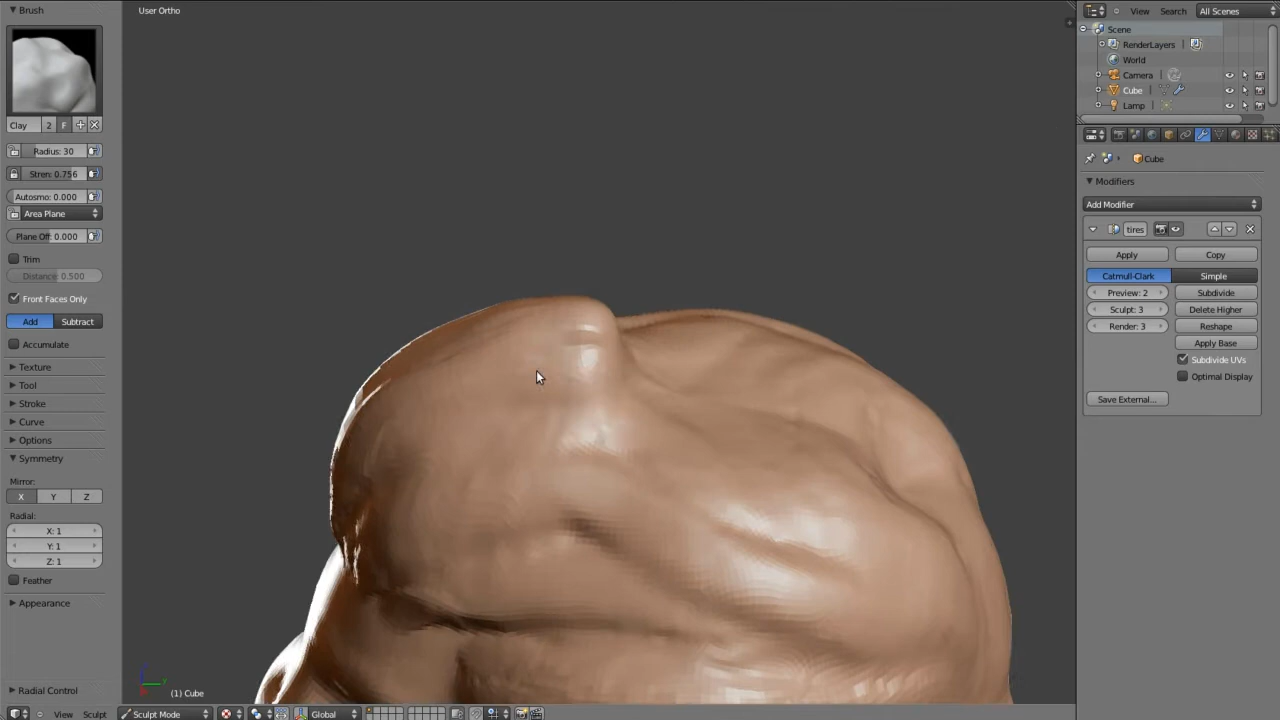 Brush
User Ortho
View Search All Scenes
Scene
RenderLayers
World
Camera
Cube
Lamp
Clay 2 F
Radius: 30
Stren: 0.756
Autosmo: 0.000
Area Plane
Plane Off: 0.000
Trim
Distance: 0.500
Front Faces Only
Add Subtract
Accumulate
Texture
Tool
Stroke
Curve
Options
Symmetry
Mirror:
X Y Z
Radial:
X: 1
Y: 1
Z: 1
Feather
Appearance
Radial Control
Cube
Modifiers
Add Modifier
tires
Apply Copy
Catmull-Clark Simple
Preview: 2 Subdivide
Sculpt: 3 Delete Higher
Render: 3 Reshape
Apply Base
Subdivide UVs
Optimal Display
Save External...
(1) Cube
View Sculpt Sculpt Mode Global